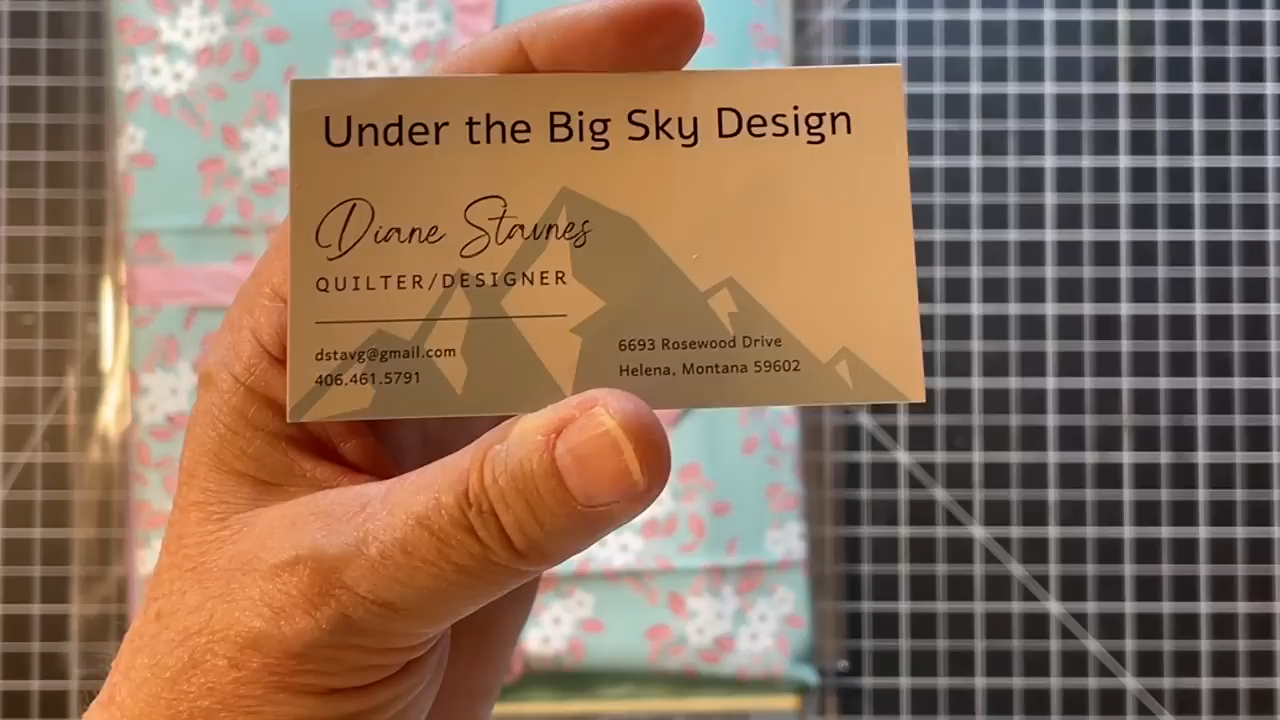 Under the Big Sky Design
Diane Stavnes
QUILTER/DESIGNER
dstavg@gmail.com
406.461.5791
6693 Rosewood Drive
Helena, Montana 59602